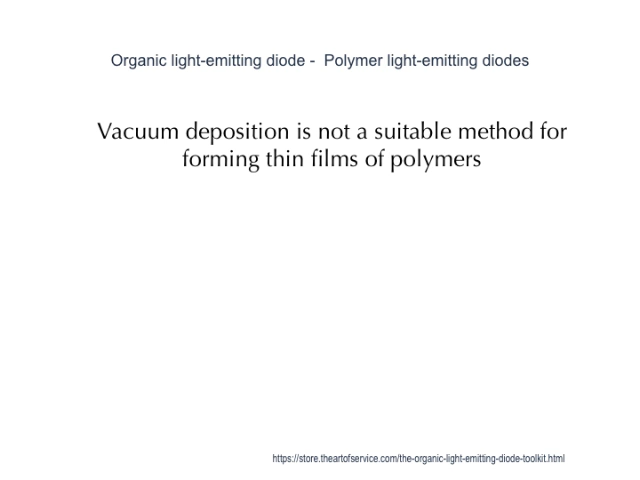 Organic light-emitting diode -  Polymer light-emitting diodes
Vacuum deposition is not a suitable method for
forming thin films of polymers
https://store.theartofservice.com/the-organic-light-emitting-diode-toolkit.html